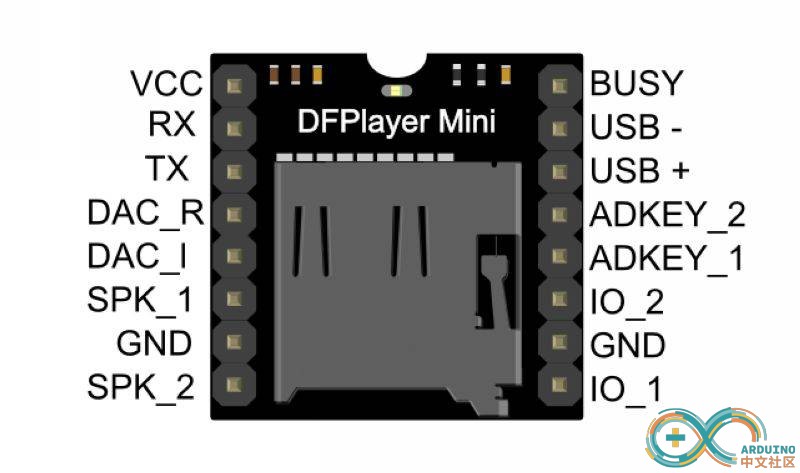 DFPlayer Mini
VCC
RX
TX
DAC_R
DAC_I
SPK_1
GND
SPK_2
BUSY
USB -
USB +
ADKEY_2
ADKEY_1
IO_2
GND
IO_1
ARDUINO
中文社区